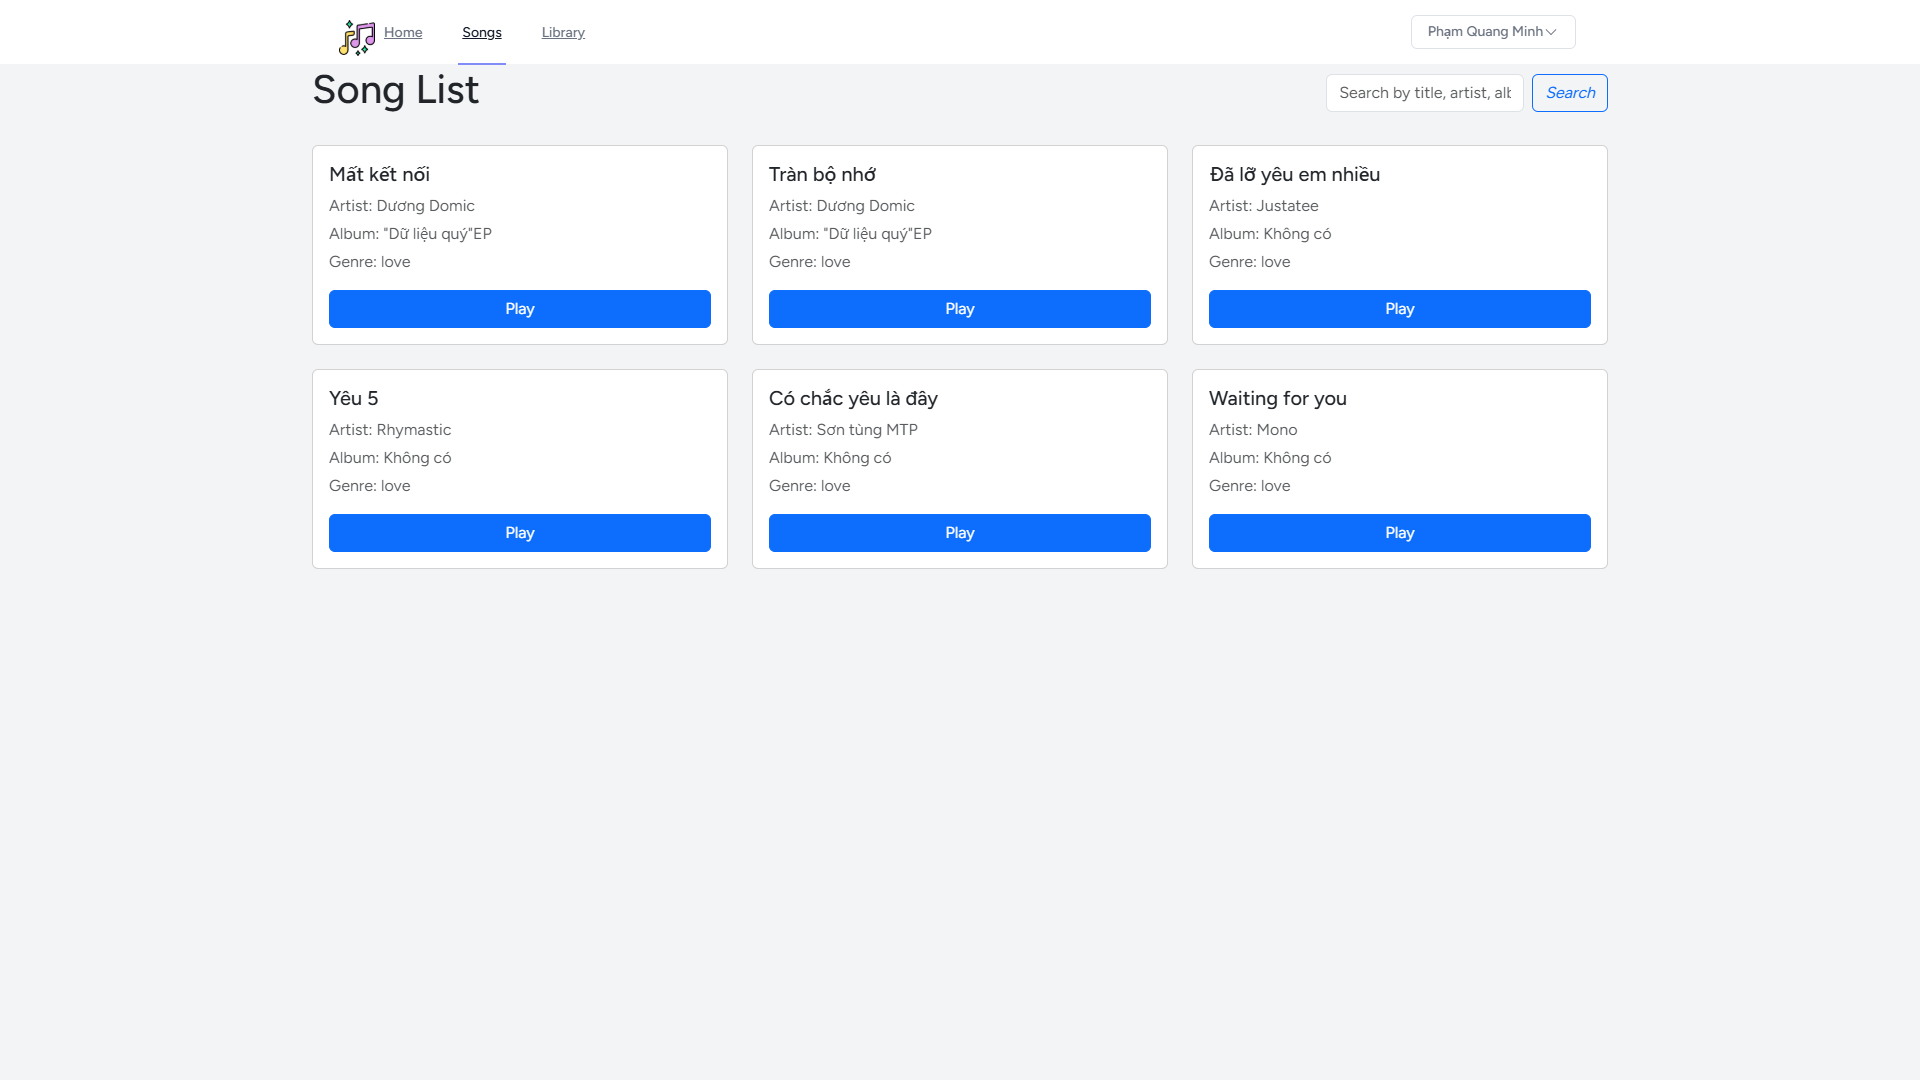 Home
Songs
Library
Phạm Quang Minh
Song List
Search by title, artist, alb
Search
Mất kết nối
Artist: Dương Domic
Album: "Dữ liệu quý"EP
Genre: love
Play
Tràn bộ nhớ
Artist: Dương Domic
Album: "Dữ liệu quý"EP
Genre: love
Play
Đã lỡ yêu em nhiều
Artist: Justatee
Album: Không có
Genre: love
Play
Yêu 5
Artist: Rhymastic
Album: Không có
Genre: love
Play
Có chắc yêu là đây
Artist: Sơn tùng MTP
Album: Không có
Genre: love
Play
Waiting for you
Artist: Mono
Album: Không có
Genre: love
Play